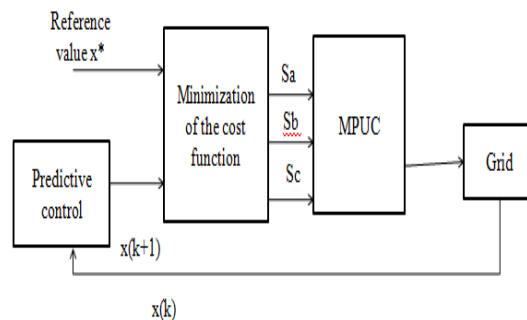 Reference
value x*
Minimization
of the cost
function
Sa
Sb
Sc
MPUC
Grid
Predictive
control
x(k+1)
x(k)